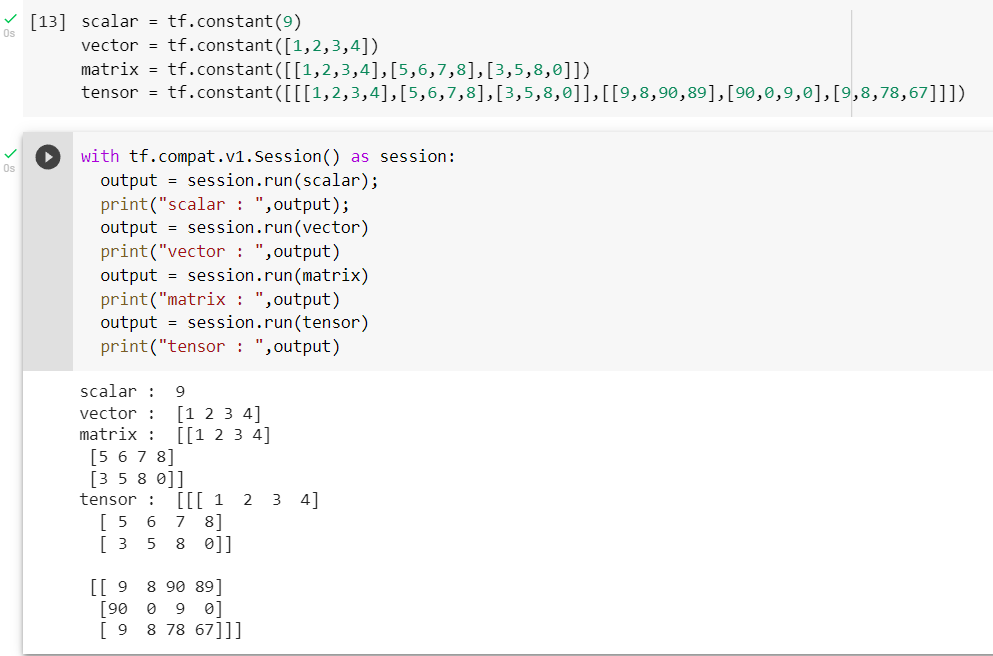 [13] scalar = tf.constant(9)
0s
vector = tf.constant([1,2,3,4])
matrix = tf.constant([[1,2,3,4],[5,6,7,8],[3,5,8,0]])
tensor = tf.constant([[[1,2,3,4],[5,6,7,8],[3,5,8,0]],[[9,8,90,89],[90,0,9,0],[9,8,78,67]]])
with tf.compat.v1.Session() as session:
0s
  output = session.run(scalar);
  print("scalar : ",output);
  output = session.run(vector)
  print("vector : ",output)
  output = session.run(matrix)
  print("matrix : ",output)
  output = session.run(tensor)
  print("tensor : ",output)
scalar :  9
vector :  [1 2 3 4]
matrix :  [[1 2 3 4]
 [5 6 7 8]
 [3 5 8 0]]
tensor :  [[[ 1  2  3  4]
  [ 5  6  7  8]
  [ 3  5  8  0]]
 [[ 9  8 90 89]
  [90  0  9  0]
  [ 9  8 78 67]]]